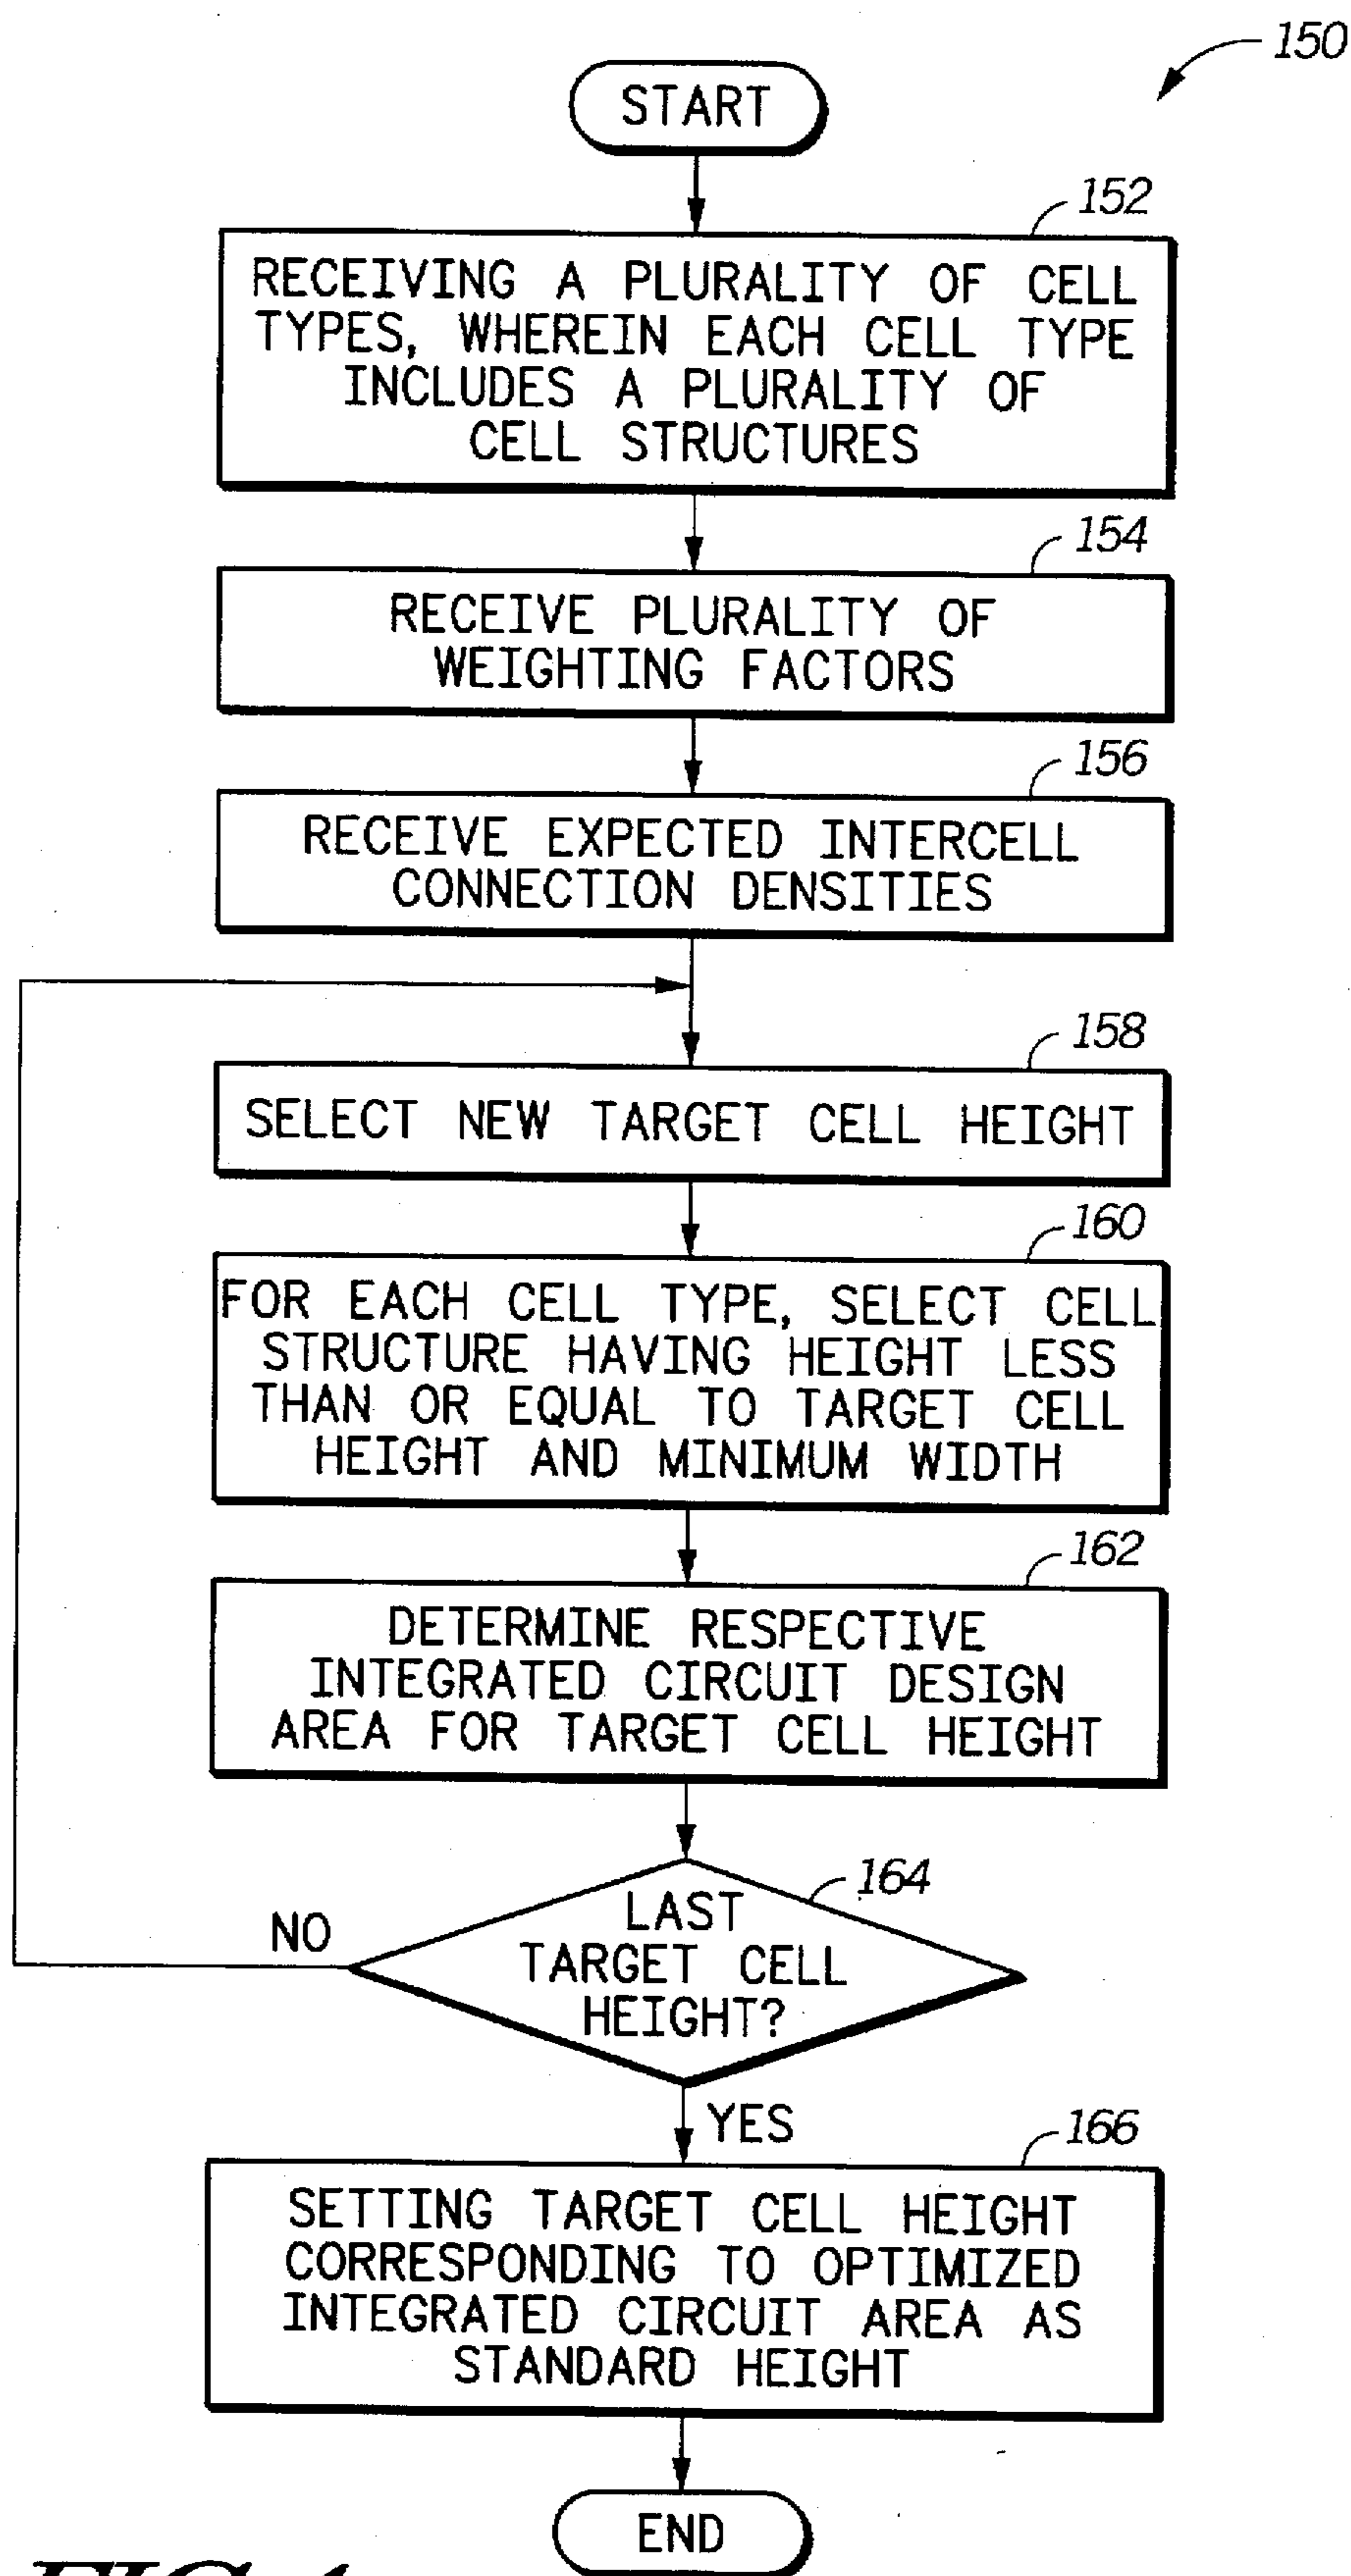 150
START
152
RECEIVING A PLURALITY OF CELL
TYPES, WHEREIN EACH CELL TYPE
INCLUDES A PLURALITY OF
CELL STRUCTURES
154
RECEIVE PLURALITY OF
WEIGHTING FACTORS
156
RECEIVE EXPECTED INTERCELL
CONNECTION DENSITIES
158
SELECT NEW TARGET CELL HEIGHT
160
FOR EACH CELL TYPE, SELECT CELL
STRUCTURE HAVING HEIGHT LESS
THAN OR EQUAL TO TARGET CELL
HEIGHT AND MINIMUM WIDTH
162
DETERMINE RESPECTIVE
INTEGRATED CIRCUIT DESIGN
AREA FOR TARGET CELL HEIGHT
164
LAST
TARGET CELL
HEIGHT?
NO
YES
166
SETTING TARGET CELL HEIGHT
CORRESPONDING TO OPTIMIZED
INTEGRATED CIRCUIT AREA AS
STANDARD HEIGHT
END